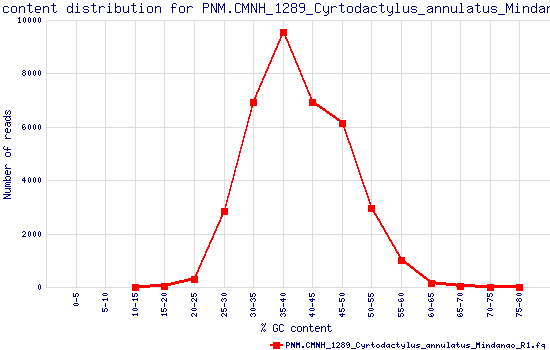 content distribution for PNM.CMNH_1289_Cyrtodactylus_annulatus_Mindan
10000
8000
6000
4000
2000
0
Number of reads
0-5 5-10 10-15 15-20 20-25 25-30 30-35 35-40 40-45 45-50 50-55 55-60 60-65 65-70 70-75 75-80
% GC content
PNM.CMNH_1289_Cyrtodactylus_annulatus_Mindanao_R1.fq